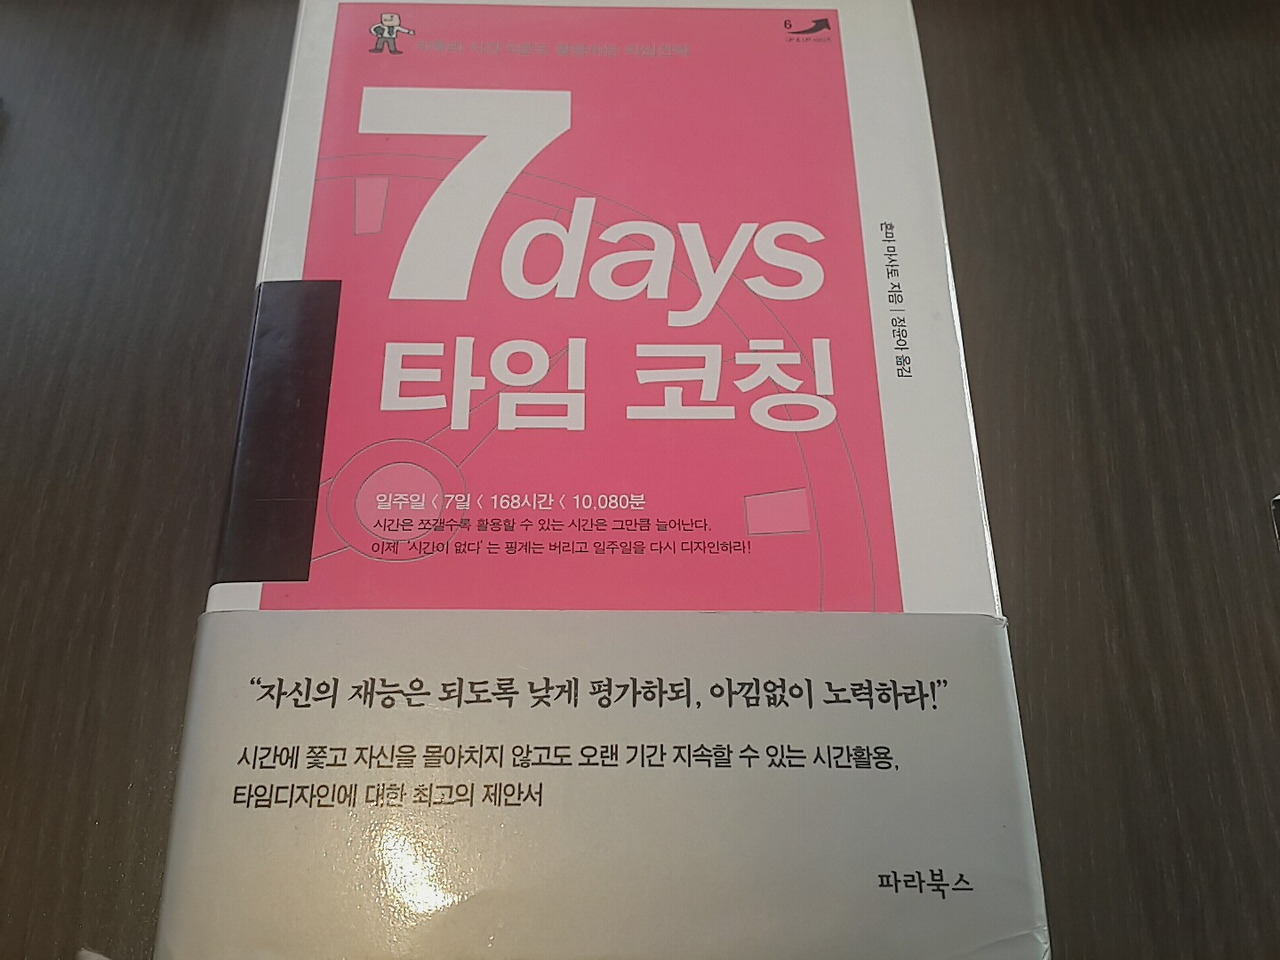 6
7days
타임 코칭
혼마 마사토 지음 | 정문아 옮김
일주일 < 7일 < 168시간 < 10,080분
시간은 쪼갤수록 활용할 수 있는 시간은 그만큼 늘어난다.
이제 '시간이 없다'는 핑계는 버리고 일주일을 다시 디자인하라!
“자신의 재능은 되도록 낮게 평가하되, 아낌없이 노력하라!”
시간에 쫓고 자신을 몰아치지 않고도 오랜 기간 지속할 수 있는 시간활용,
타임디자인에 대한 최고의 제안서
파라북스